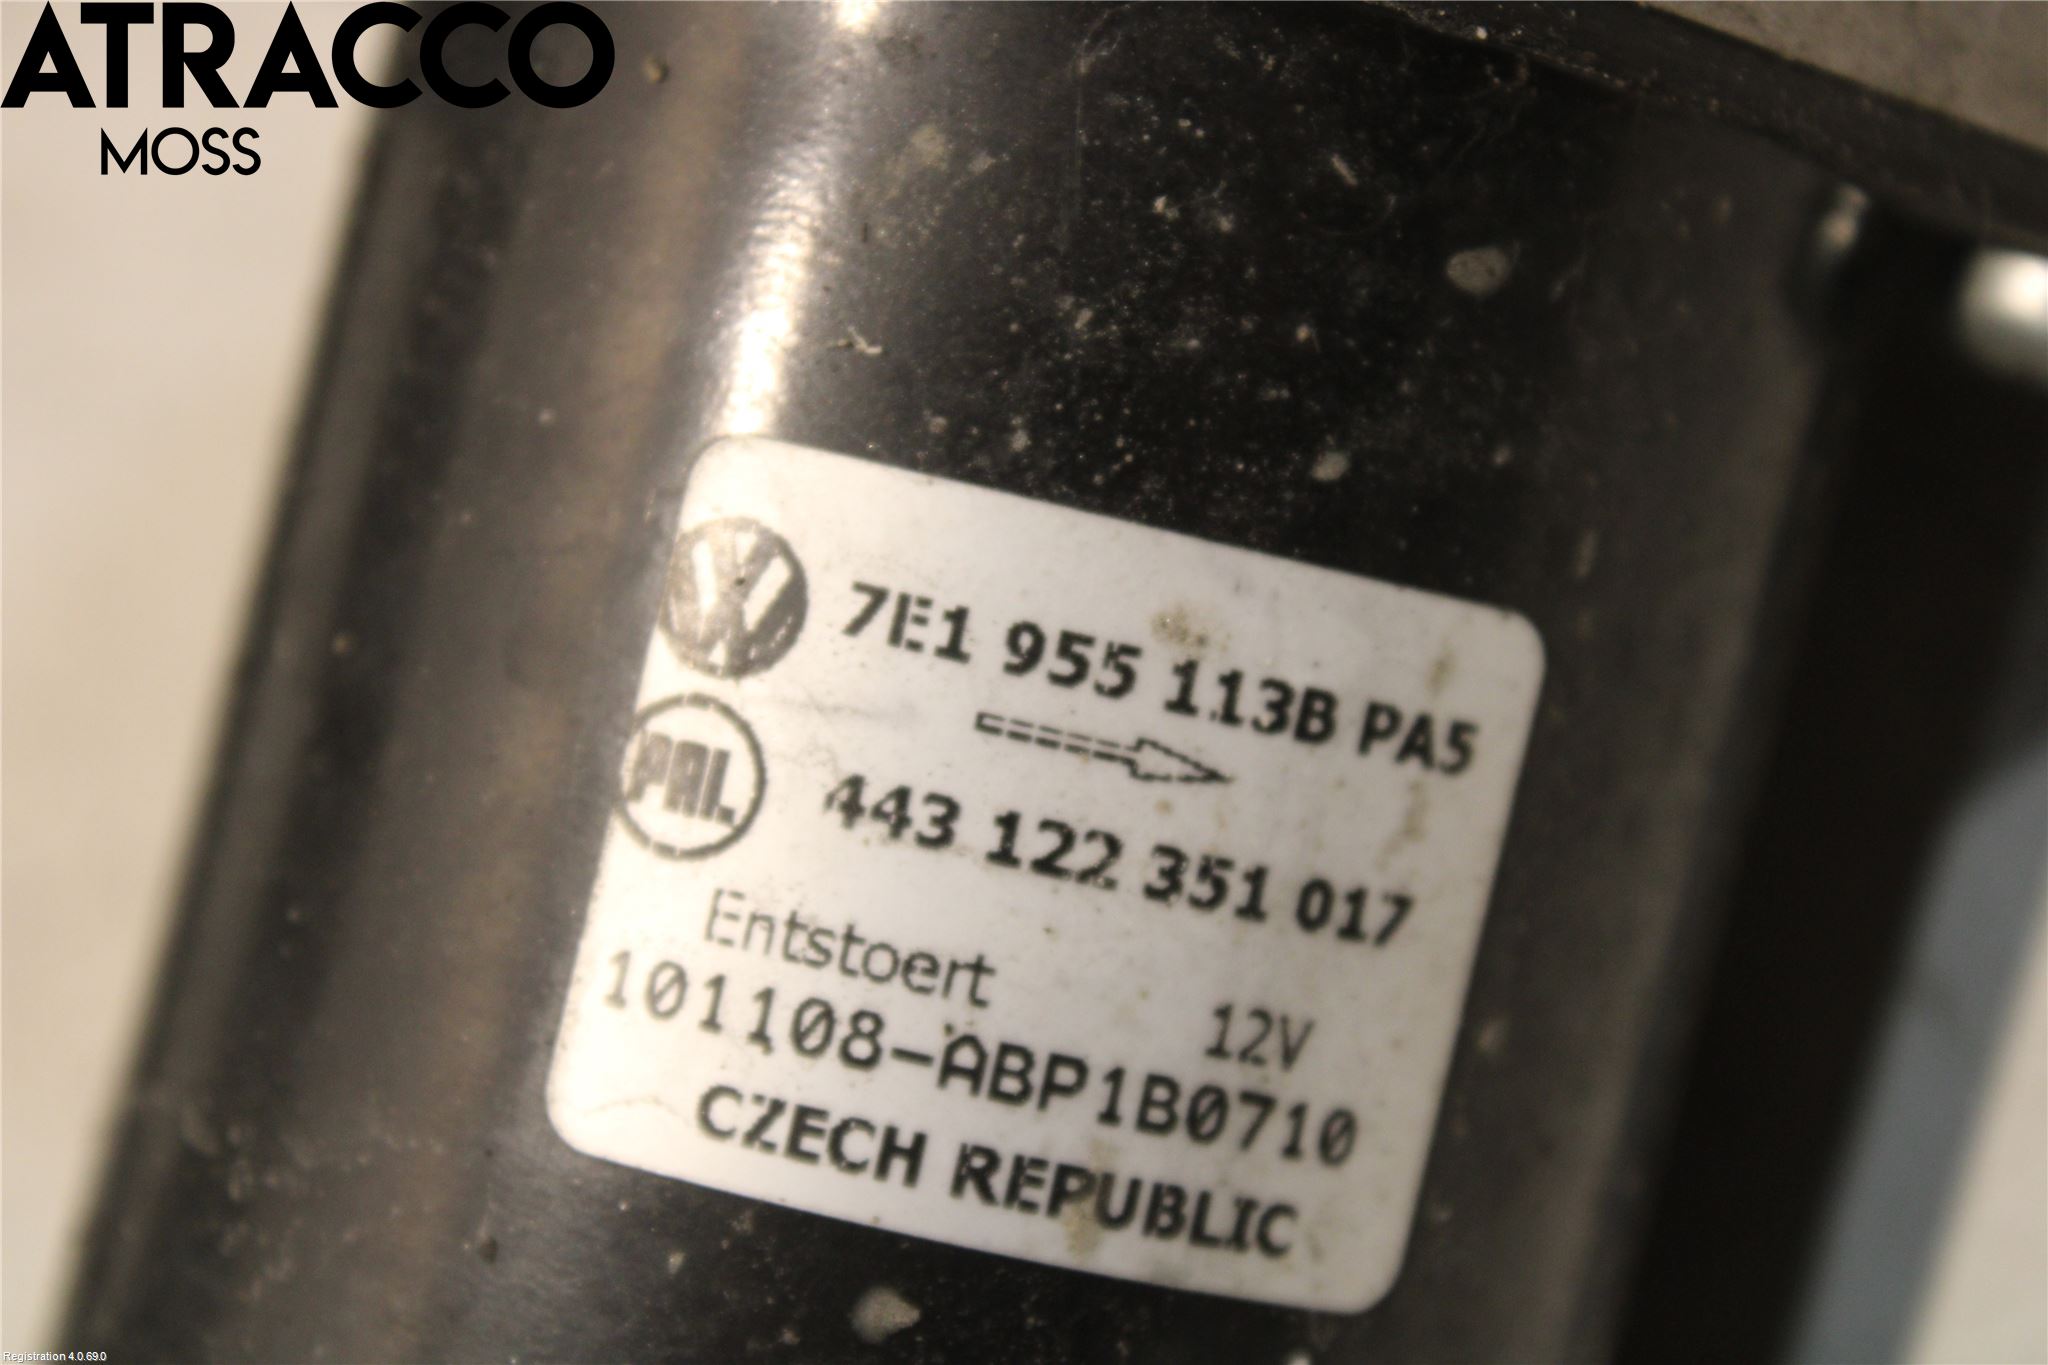 ATRACCO
MOSS
7E1 955 113B PA5
PAL
443 122 351 017
Entstoert 12V
101108-ABP1B0710
CZECH REPUBLIC
Registration 4.0.69.0